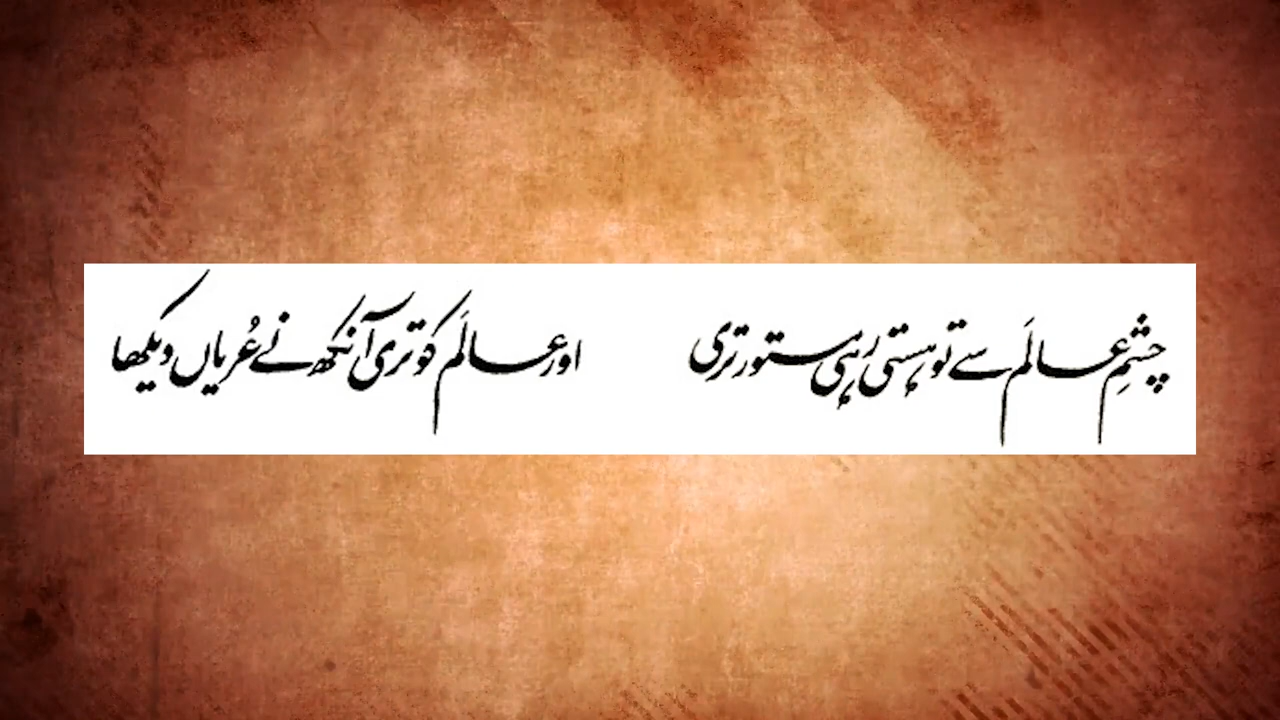 چشمِ عالَم سے تو ہستی رہی مستور تری اور عالَم کو تری آنکھ نے عُریاں دیکھا